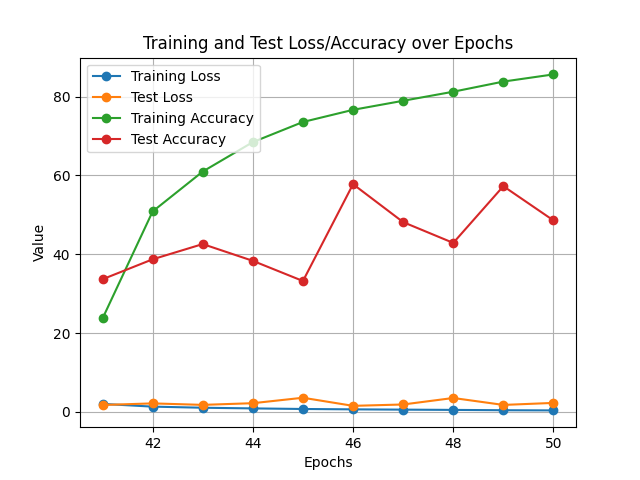 Training and Test Loss/Accuracy over Epochs
Training Loss
Test Loss
Training Accuracy
Test Accuracy
Value
80
60
40
20
0
42
44
46
48
50
Epochs